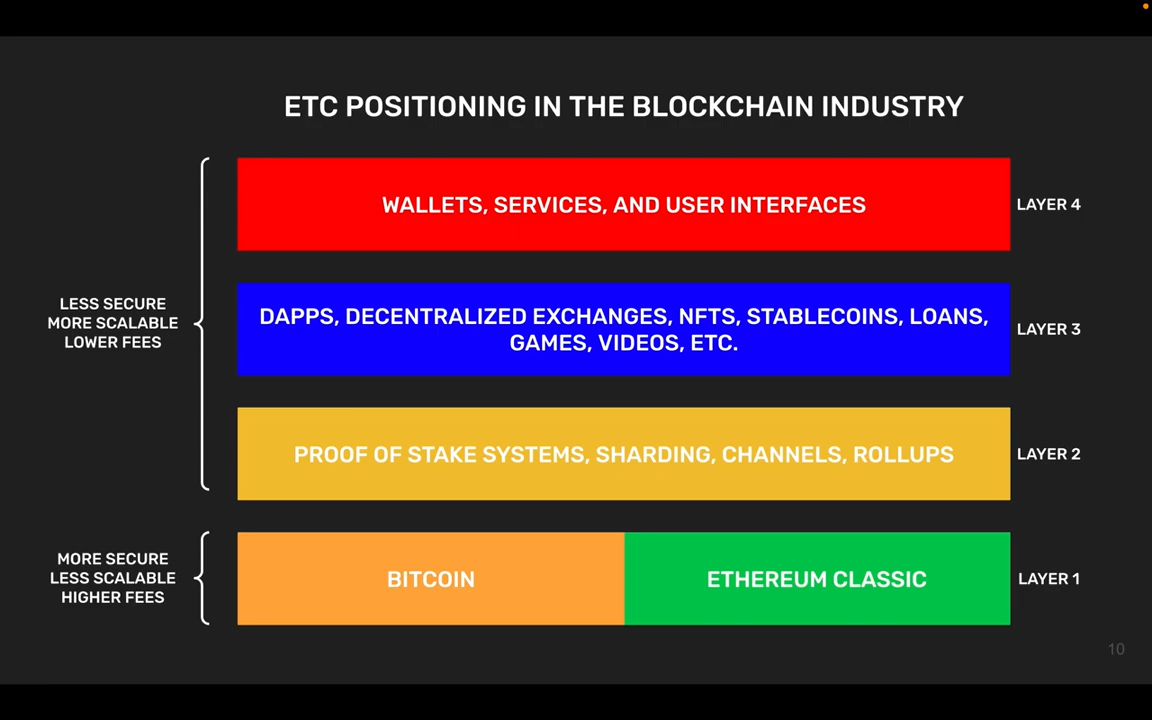 ETC POSITIONING IN THE BLOCKCHAIN INDUSTRY
WALLETS, SERVICES, AND USER INTERFACES
LAYER 4
LESS SECURE
MORE SCALABLE
LOWER FEES
DAPPS, DECENTRALIZED EXCHANGES, NFTS, STABLECOINS, LOANS,
GAMES, VIDEOS, ETC.
LAYER 3
PROOF OF STAKE SYSTEMS, SHARDING, CHANNELS, ROLLUPS
LAYER 2
MORE SECURE
LESS SCALABLE
HIGHER FEES
BITCOIN
ETHEREUM CLASSIC
LAYER 1
10